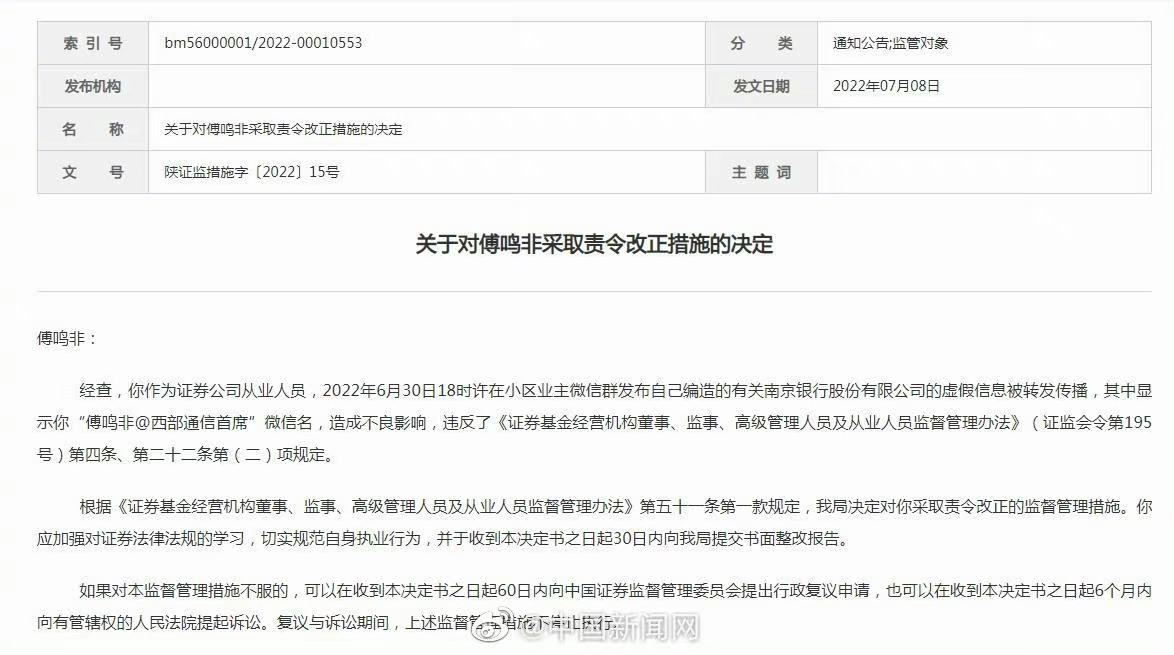 索 引 号 bm56000001/2022-00010553 分 类 通知公告;监管对象
发布机构 发文日期 2022年07月08日
名 称 关于对傅鸣非采取责令改正措施的决定
文 号 陕证监措施字〔2022〕15号 主 题 词
关于对傅鸣非采取责令改正措施的决定
傅鸣非：
经查，你作为证券公司从业人员，2022年6月30日18时许在小区业主微信群发布自己编造的有关南京银行股份有限公司的虚假信息被转发传播，其中显
示你“傅鸣非@西部通信首席”微信名，造成不良影响，违反了《证券基金经营机构董事、监事、高级管理人员及从业人员监督管理办法》（证监会令第195
号）第四条、第二十二条第（二）项规定。
根据《证券基金经营机构董事、监事、高级管理人员及从业人员监督管理办法》第五十一条第一款规定，我局决定对你采取责令改正的监督管理措施。你
应加强对证券法律法规的学习，切实规范自身执业行为，并于收到本决定书之日起30日内向我局提交书面整改报告。
如果对本监督管理措施不服的，可以在收到本决定书之日起60日内向中国证券监督管理委员会提出行政复议申请，也可以在收到本决定书之日起6个月内
向有管辖权的人民法院提起诉讼。复议与诉讼期间，上述监督管理措施不停止执行。
@中国新闻网